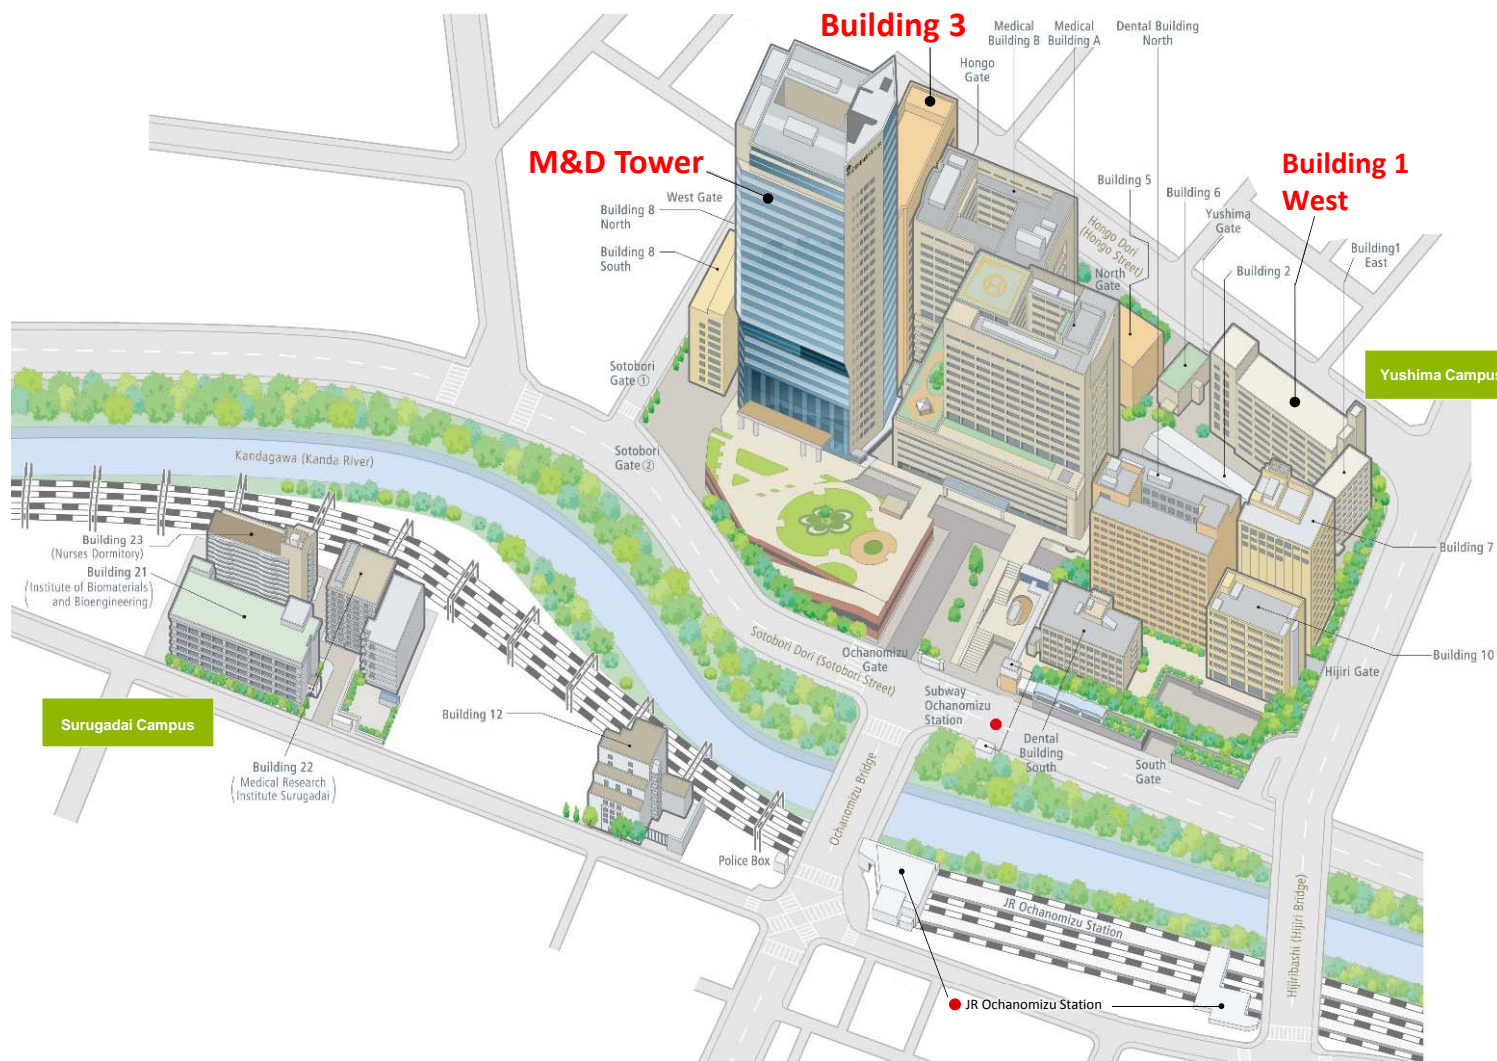 Building 3
Medical
Building B
Medical
Building A
Dental Building
North
Hongo
Gate
M&D Tower
Building 1
West
West Gate
Building 8
North
Building 8
South
Building 5
Building 6
Yushima
Gate
Hongo Dori
(Hongo Street)
North
Gate
Building 2
Building1
East
Sotobori
Gate ①
Yushima Campus
Sotobori
Gate ②
Kandagawa (Kanda River)
Building 23
(Nurses Dormitory)
Building 21
(Institute of Biomaterials
and Bioengineering)
Building 7
Sotobori Dori (Sotobori Street)
Ochanomizu
Gate
Building 10
Hijiri Gate
Subway
Ochanomizu
Station
Surugadai Campus
Building 12
Dental
Building
South
South
Gate
Building 22
(Medical Research
Institute Surugadai)
Ochanomizu Bridge
Police Box
JR Ochanomizu Station
Hijiribashi (Hijiri Bridge)
JR Ochanomizu Station